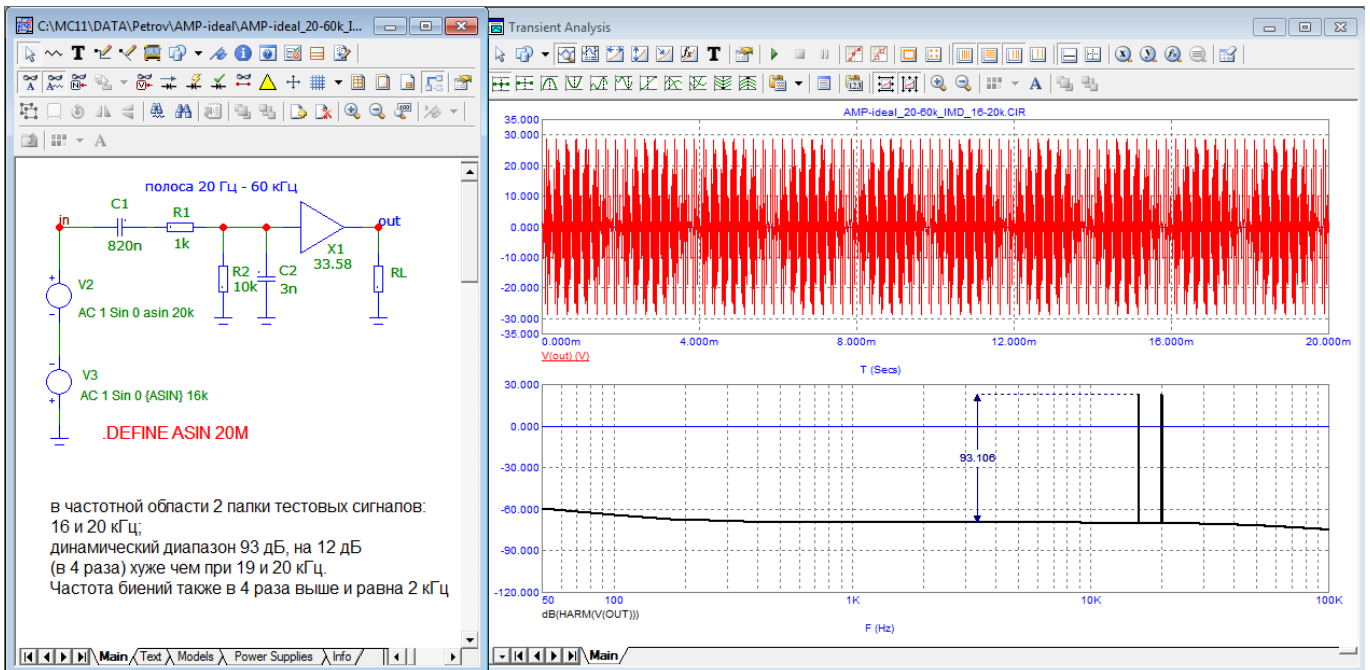 C:\MC11\DATA\Petrov\AMP-ideal\AMP-ideal_20-60k_I...
полоса 20 Гц - 60 кГц
in
C1
820n
R1
1k
R2
10k
C2
3n
X1
33.58
out
RL
V2
AC 1 Sin 0 asin 20k
V3
AC 1 Sin 0 {ASIN} 16k
.DEFINE ASIN 20M
в частотной области 2 палки тестовых сигналов:
16 и 20 кГц;
динамический диапазон 93 дБ, на 12 дБ
(в 4 раза) хуже чем при 19 и 20 кГц.
Частота биений также в 4 раза выше и равна 2 кГц
Main Text Models Power Supplies Info
Transient Analysis
AMP-ideal_20-60k_IMD_16-20k.CIR
35.000
30.000
20.000
10.000
0.000
-10.000
-20.000
-30.000
-35.000
0.000m 4.000m 8.000m 12.000m 16.000m 20.000m
V(out) (V)
T (Secs)
30.000
0.000
-30.000
-60.000
-90.000
-120.000
93.106
50 100 1K 10K 100K
dB(HARM(V(OUT)))
F (Hz)
Main